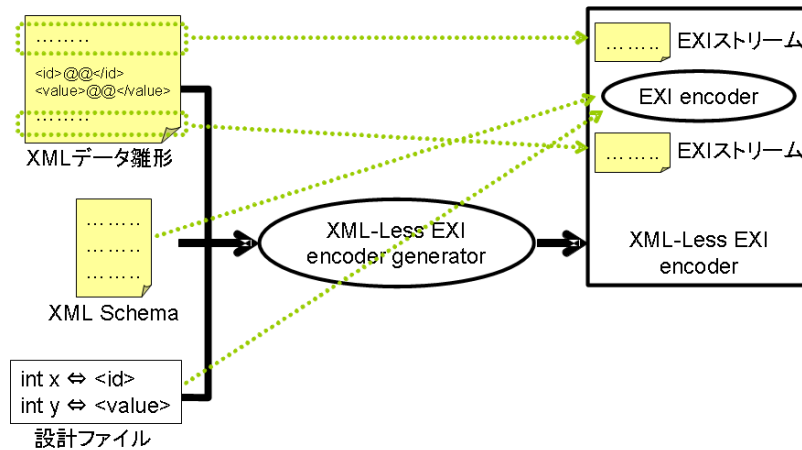 ........
<id>@@</id>
<value>@@</value>
........
XMLデータ雛形
........
........
........
XML Schema
int x ⇔ <id>
int y ⇔ <value>
設計ファイル
XML-Less EXI
encoder generator
........ EXIストリーム
EXI encoder
........ EXIストリーム
XML-Less EXI
encoder